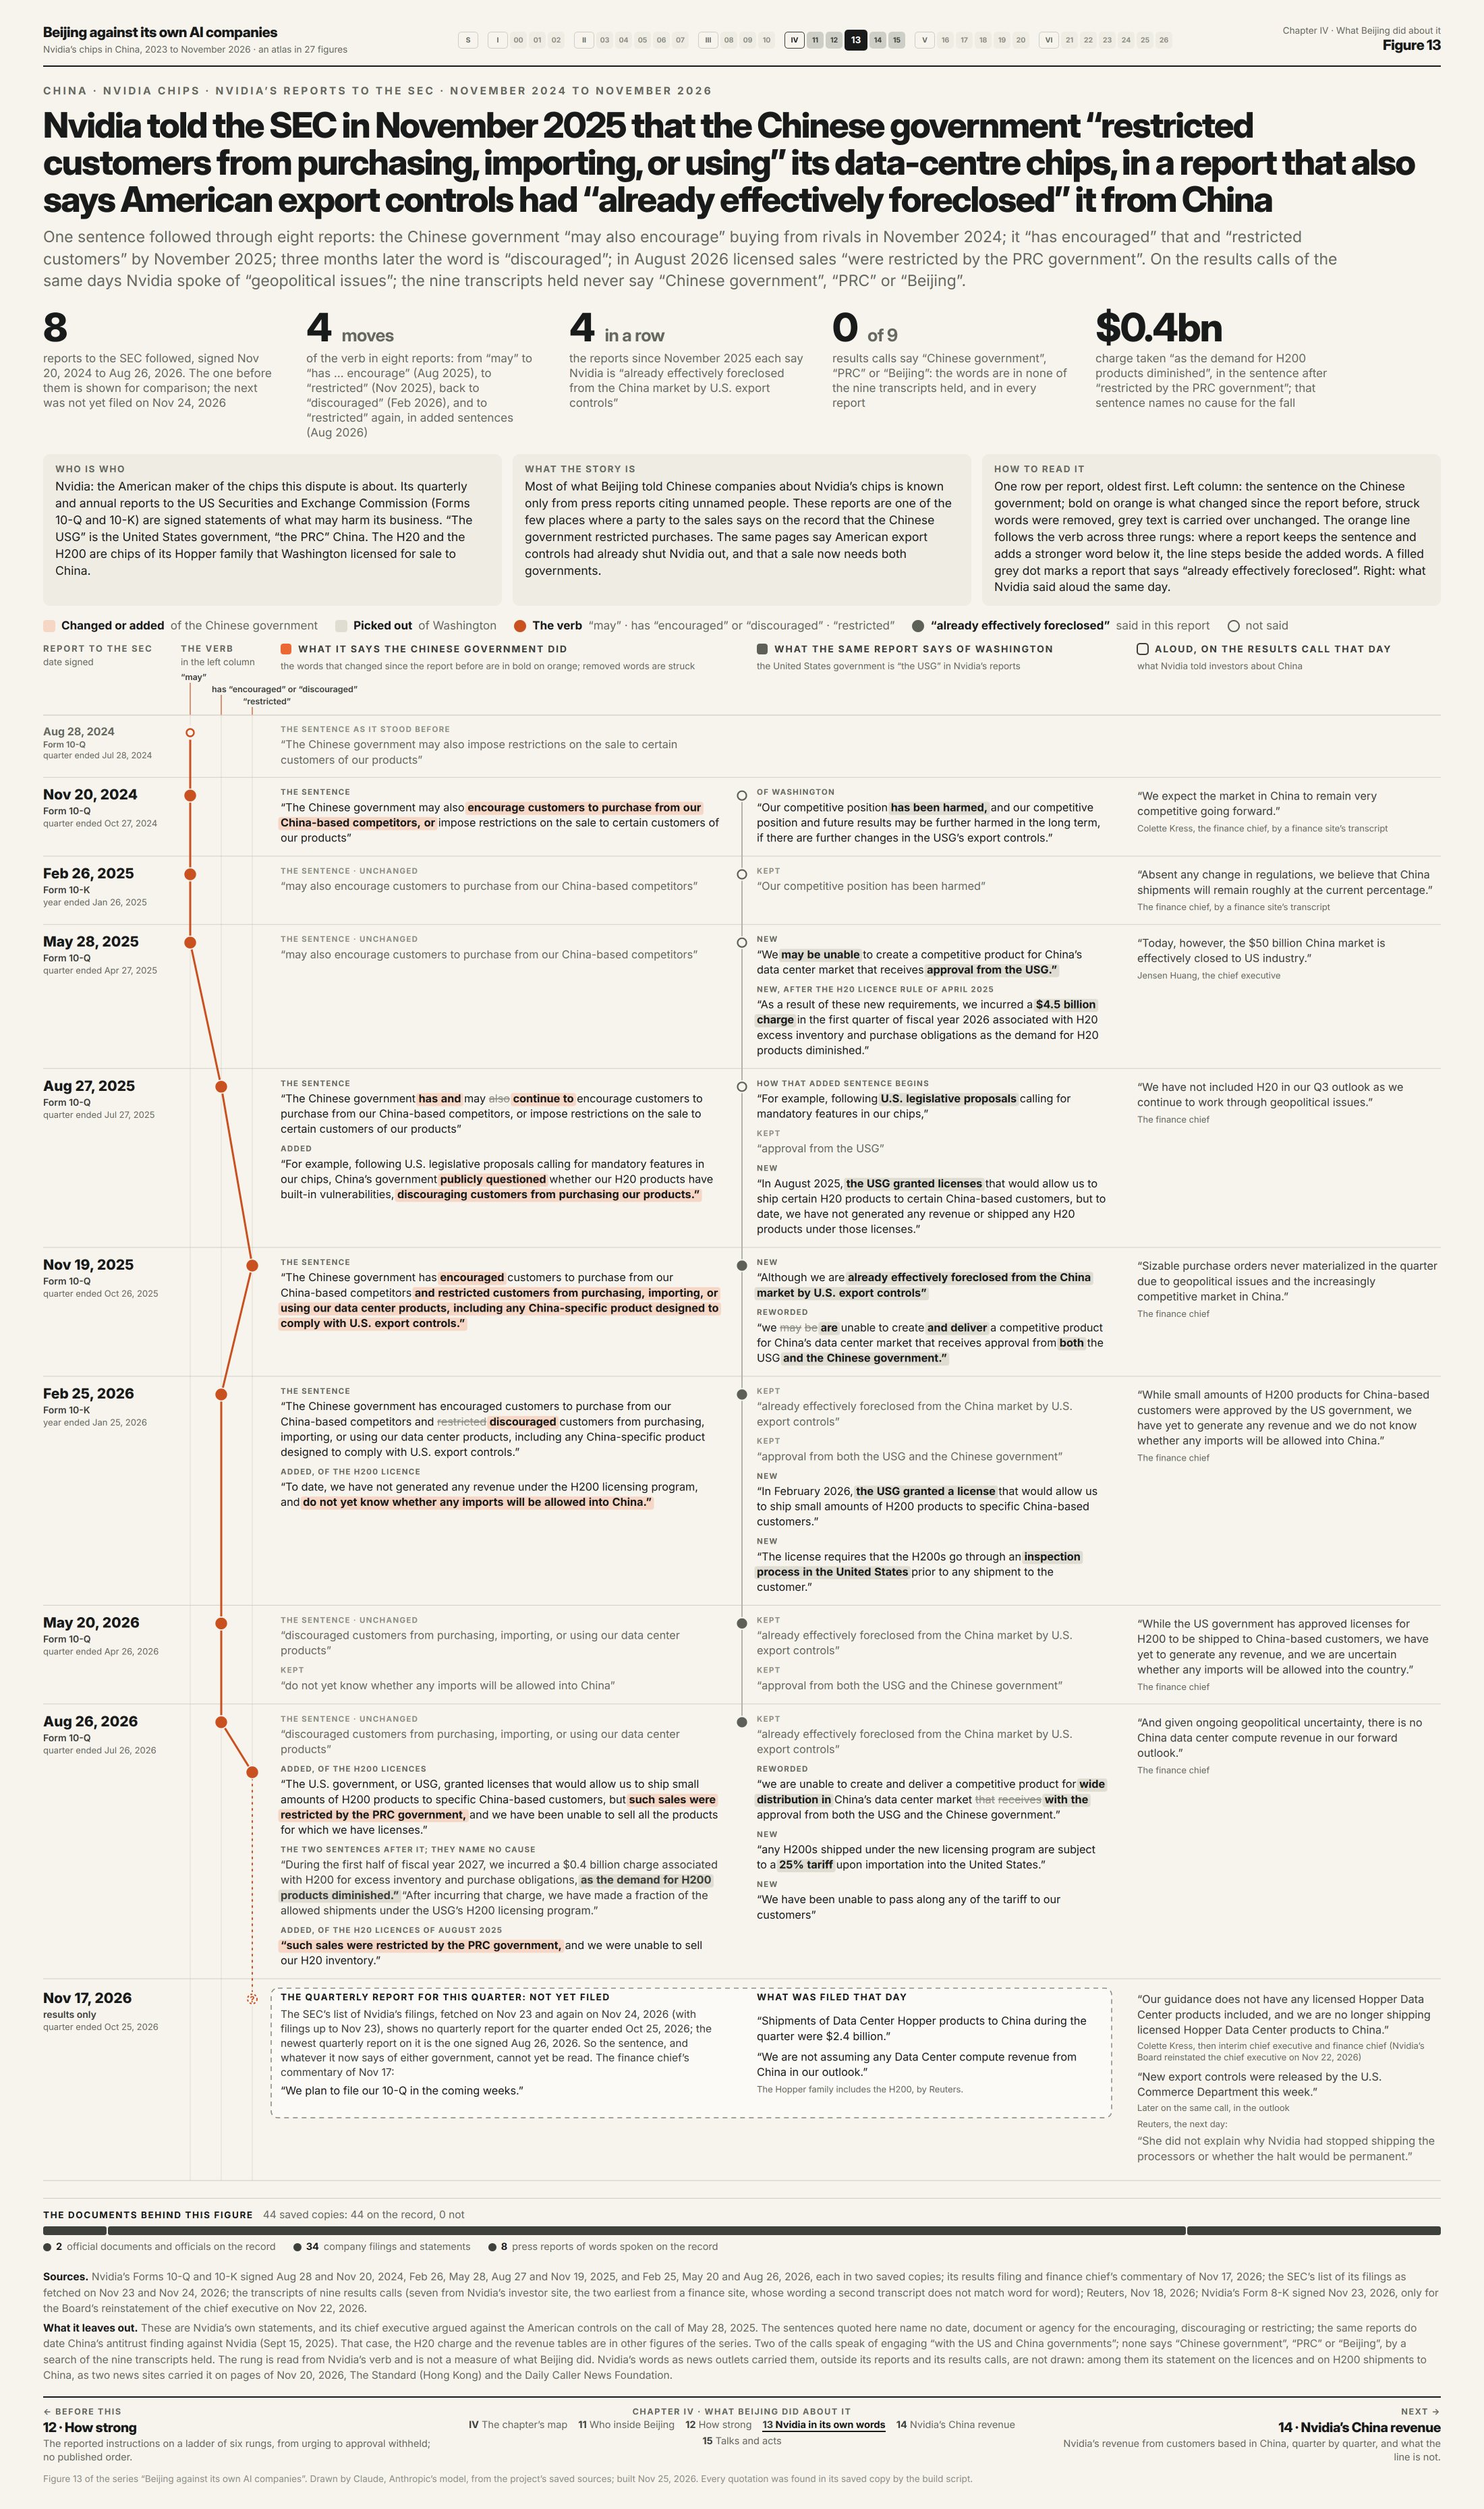 Beijing against its own AI companies
Nvidia's chips in China, 2023 to November 2026 · an atlas in 27 figures
S I 00 01 02 II 03 04 05 06 07 III 08 09 10 IV 11 12 13 14 15 V 16 17 18 19 20 VI 21 22 23 24 25 26
Chapter IV · What Beijing did about it
Figure 13
CHINA · NVIDIA CHIPS · NVIDIA'S REPORTS TO THE SEC · NOVEMBER 2024 TO NOVEMBER 2026
Nvidia told the SEC in November 2025 that the Chinese government “restricted
customers from purchasing, importing, or using” its data-centre chips, in a report that also
says American export controls had “already effectively foreclosed” it from China
One sentence followed through eight reports: the Chinese government “may also encourage” buying from rivals in November 2024; it “has encouraged” that and “restricted
customers” by November 2025; three months later the word is “discouraged”; in August 2026 licensed sales “were restricted by the PRC government”. On the results calls of the
same days Nvidia spoke of “geopolitical issues”; the nine transcripts held never say “Chinese government”, “PRC” or “Beijing”.
8
reports to the SEC followed, signed Nov
20, 2024 to Aug 26, 2026. The one before
them is shown for comparison; the next
was not yet filed on Nov 24, 2026
4 moves
of the verb in eight reports: from “may” to
“has ... encourage” (Aug 2025), to
“restricted” (Nov 2025), back to
“discouraged” (Feb 2026), and to
“restricted” again, in added sentences
(Aug 2026)
4 in a row
the reports since November 2025 each say
Nvidia is “already effectively foreclosed
from the China market by U.S. export
controls”
0 of 9
results calls say “Chinese government”,
“PRC” or “Beijing”: the words are in none of
the nine transcripts held, and in every
report
$0.4bn
charge taken “as the demand for H200
products diminished”, in the sentence after
“restricted by the PRC government”; that
sentence names no cause for the fall
WHO IS WHO
Nvidia: the American maker of the chips this dispute is about. Its quarterly
and annual reports to the US Securities and Exchange Commission (Forms
10-Q and 10-K) are signed statements of what may harm its business. “The
USG” is the United States government, “the PRC” China. The H20 and the
H200 are chips of its Hopper family that Washington licensed for sale to
China.
WHAT THE STORY IS
Most of what Beijing told Chinese companies about Nvidia's chips is known
only from press reports citing unnamed people. These reports are one of the
few places where a party to the sales says on the record that the Chinese
government restricted purchases. The same pages say American export
controls had already shut Nvidia out, and that a sale now needs both
governments.
HOW TO READ IT
One row per report, oldest first. Left column: the sentence on the Chinese
government; bold on orange is what changed since the report before, struck
words were removed, grey text is carried over unchanged. The orange line
follows the verb across three rungs: where a report keeps the sentence and
adds a stronger word below it, the line steps beside the added words. A filled
grey dot marks a report that says “already effectively foreclosed”. Right: what
Nvidia said aloud the same day.
Changed or added of the Chinese government Picked out of Washington The verb “may” · has “encouraged” or “discouraged” · “restricted” “already effectively foreclosed” said in this report not said
REPORT TO THE SEC
date signed
THE VERB
in the left column
“may”
has “encouraged” or “discouraged”
“restricted”
WHAT IT SAYS THE CHINESE GOVERNMENT DID
the words that changed since the report before are in bold on orange; removed words are struck
WHAT THE SAME REPORT SAYS OF WASHINGTON
the United States government is “the USG” in Nvidia's reports
ALOUD, ON THE RESULTS CALL THAT DAY
what Nvidia told investors about China
Aug 28, 2024
Form 10-Q
quarter ended Jul 28, 2024
THE SENTENCE AS IT STOOD BEFORE
“The Chinese government may also impose restrictions on the sale to certain
customers of our products”
Nov 20, 2024
Form 10-Q
quarter ended Oct 27, 2024
THE SENTENCE
“The Chinese government may also encourage customers to purchase from our
China-based competitors, or impose restrictions on the sale to certain customers of
our products”
OF WASHINGTON
“Our competitive position has been harmed, and our competitive
position and future results may be further harmed in the long term,
if there are further changes in the USG's export controls.”
“We expect the market in China to remain very
competitive going forward.”
Colette Kress, the finance chief, by a finance site's transcript
Feb 26, 2025
Form 10-K
year ended Jan 26, 2025
THE SENTENCE · UNCHANGED
“may also encourage customers to purchase from our China-based competitors”
KEPT
“Our competitive position has been harmed”
“Absent any change in regulations, we believe that China
shipments will remain roughly at the current percentage.”
The finance chief, by a finance site's transcript
May 28, 2025
Form 10-Q
quarter ended Apr 27, 2025
THE SENTENCE · UNCHANGED
“may also encourage customers to purchase from our China-based competitors”
NEW
“We may be unable to create a competitive product for China's
data center market that receives approval from the USG.”
NEW, AFTER THE H20 LICENCE RULE OF APRIL 2025
“As a result of these new requirements, we incurred a $4.5 billion
charge in the first quarter of fiscal year 2026 associated with H20
excess inventory and purchase obligations as the demand for H20
products diminished.”
“Today, however, the $50 billion China market is
effectively closed to US industry.”
Jensen Huang, the chief executive
Aug 27, 2025
Form 10-Q
quarter ended Jul 27, 2025
THE SENTENCE
“The Chinese government has and may also continue to encourage customers to
purchase from our China-based competitors, or impose restrictions on the sale to
certain customers of our products”
ADDED
“For example, following U.S. legislative proposals calling for mandatory features in
our chips, China's government publicly questioned whether our H20 products have
built-in vulnerabilities, discouraging customers from purchasing our products.”
HOW THAT ADDED SENTENCE BEGINS
“For example, following U.S. legislative proposals calling for
mandatory features in our chips,”
KEPT
“approval from the USG”
NEW
“In August 2025, the USG granted licenses that would allow us to
ship certain H20 products to certain China-based customers, but to
date, we have not generated any revenue or shipped any H20
products under those licenses.”
“We have not included H20 in our Q3 outlook as we
continue to work through geopolitical issues.”
The finance chief
Nov 19, 2025
Form 10-Q
quarter ended Oct 26, 2025
THE SENTENCE
“The Chinese government has encouraged customers to purchase from our
China-based competitors and restricted customers from purchasing, importing, or
using our data center products, including any China-specific product designed to
comply with U.S. export controls.”
NEW
“Although we are already effectively foreclosed from the China
market by U.S. export controls”
REWORDED
“we may be are unable to create and deliver a competitive product
for China's data center market that receives approval from both the
USG and the Chinese government.”
“Sizable purchase orders never materialized in the quarter
due to geopolitical issues and the increasingly
competitive market in China.”
The finance chief
Feb 25, 2026
Form 10-K
year ended Jan 25, 2026
THE SENTENCE
“The Chinese government has encouraged customers to purchase from our
China-based competitors and restricted discouraged customers from purchasing,
importing, or using our data center products, including any China-specific product
designed to comply with U.S. export controls.”
ADDED, OF THE H200 LICENCE
“To date, we have not generated any revenue under the H200 licensing program,
and do not yet know whether any imports will be allowed into China.”
KEPT
“already effectively foreclosed from the China market by U.S.
export controls”
KEPT
“approval from both the USG and the Chinese government”
NEW
“In February 2026, the USG granted a license that would allow us
to ship small amounts of H200 products to specific China-based
customers.”
NEW
“The license requires that the H200s go through an inspection
process in the United States prior to any shipment to the
customer.”
“While small amounts of H200 products for China-based
customers were approved by the US government, we
have yet to generate any revenue and we do not know
whether any imports will be allowed into China.”
The finance chief
May 20, 2026
Form 10-Q
quarter ended Apr 26, 2026
THE SENTENCE · UNCHANGED
“discouraged customers from purchasing, importing, or using our data center
products”
KEPT
“do not yet know whether any imports will be allowed into China”
KEPT
“already effectively foreclosed from the China market by U.S.
export controls”
KEPT
“approval from both the USG and the Chinese government”
“While the US government has approved licenses for
H200 to be shipped to China-based customers, we have
yet to generate any revenue, and we are uncertain
whether any imports will be allowed into the country.”
The finance chief
Aug 26, 2026
Form 10-Q
quarter ended Jul 26, 2026
THE SENTENCE · UNCHANGED
“discouraged customers from purchasing, importing, or using our data center
products”
ADDED, OF THE H200 LICENCES
“The U.S. government, or USG, granted licenses that would allow us to ship small
amounts of H200 products to specific China-based customers, but such sales were
restricted by the PRC government, and we have been unable to sell all the products
for which we have licenses.”
THE TWO SENTENCES AFTER IT; THEY NAME NO CAUSE
“During the first half of fiscal year 2027, we incurred a $0.4 billion charge associated
with H200 for excess inventory and purchase obligations, as the demand for H200
products diminished.” “After incurring that charge, we have made a fraction of the
allowed shipments under the USG's H200 licensing program.”
ADDED, OF THE H20 LICENCES OF AUGUST 2025
“such sales were restricted by the PRC government, and we were unable to sell
our H20 inventory.”
KEPT
“already effectively foreclosed from the China market by U.S.
export controls”
REWORDED
“we are unable to create and deliver a competitive product for wide
distribution in China's data center market that receives with the
approval from both the USG and the Chinese government.”
NEW
“any H200s shipped under the new licensing program are subject
to a 25% tariff upon importation into the United States.”
NEW
“We have been unable to pass along any of the tariff to our
customers”
“And given ongoing geopolitical uncertainty, there is no
China data center compute revenue in our forward
outlook.”
The finance chief
Nov 17, 2026
results only
quarter ended Oct 25, 2026
?
THE QUARTERLY REPORT FOR THIS QUARTER: NOT YET FILED
The SEC's list of Nvidia's filings, fetched on Nov 23 and again on Nov 24, 2026 (with
filings up to Nov 23), shows no quarterly report for the quarter ended Oct 25, 2026; the
newest quarterly report on it is the one signed Aug 26, 2026. So the sentence, and
whatever it now says of either government, cannot yet be read. The finance chief's
commentary of Nov 17:
“We plan to file our 10-Q in the coming weeks.”
WHAT WAS FILED THAT DAY
“Shipments of Data Center Hopper products to China during the
quarter were $2.4 billion.”
“We are not assuming any Data Center compute revenue from
China in our outlook.”
The Hopper family includes the H200, by Reuters.
“Our guidance does not have any licensed Hopper Data
Center products included, and we are no longer shipping
licensed Hopper Data Center products to China.”
Colette Kress, then interim chief executive and finance chief (Nvidia's
Board reinstated the chief executive on Nov 22, 2026)
“New export controls were released by the U.S.
Commerce Department this week.”
Later on the same call, in the outlook
Reuters, the next day:
“She did not explain why Nvidia had stopped shipping the
processors or whether the halt would be permanent.”
THE DOCUMENTS BEHIND THIS FIGURE 44 saved copies: 44 on the record, 0 not
2 official documents and officials on the record 34 company filings and statements 8 press reports of words spoken on the record
Sources. Nvidia's Forms 10-Q and 10-K signed Aug 28 and Nov 20, 2024, Feb 26, May 28, Aug 27 and Nov 19, 2025, and Feb 25, May 20 and Aug 26, 2026, each in two saved copies; its results filing and finance chief's commentary of Nov 17, 2026; the SEC's list of its filings as
fetched on Nov 23 and Nov 24, 2026; the transcripts of nine results calls (seven from Nvidia's investor site, the two earliest from a finance site, whose wording a second transcript does not match word for word); Reuters, Nov 18, 2026; Nvidia's Form 8-K signed Nov 23, 2026, only for
the Board's reinstatement of the chief executive on Nov 22, 2026.
What it leaves out. These are Nvidia's own statements, and its chief executive argued against the American controls on the call of May 28, 2025. The sentences quoted here name no date, document or agency for the encouraging, discouraging or restricting; the same reports do
date China's antitrust finding against Nvidia (Sept 15, 2025). That case, the H20 charge and the revenue tables are in other figures of the series. Two of the calls speak of engaging “with the US and China governments”; none says “Chinese government”, “PRC” or “Beijing”, by a
search of the nine transcripts held. The rung is read from Nvidia's verb and is not a measure of what Beijing did. Nvidia's words as news outlets carried them, outside its reports and its results calls, are not drawn: among them its statement on the licences and on H200 shipments to
China, as two news sites carried it on pages of Nov 20, 2026, The Standard (Hong Kong) and the Daily Caller News Foundation.
← BEFORE THIS
12 · How strong
The reported instructions on a ladder of six rungs, from urging to approval withheld;
no published order.
CHAPTER IV · WHAT BEIJING DID ABOUT IT
IV The chapter's map 11 Who inside Beijing 12 How strong 13 Nvidia in its own words 14 Nvidia's China revenue
15 Talks and acts
NEXT →
14 · Nvidia's China revenue
Nvidia's revenue from customers based in China, quarter by quarter, and what the
line is not.
Figure 13 of the series “Beijing against its own AI companies”. Drawn by Claude, Anthropic's model, from the project's saved sources; built Nov 25, 2026. Every quotation was found in its saved copy by the build script.